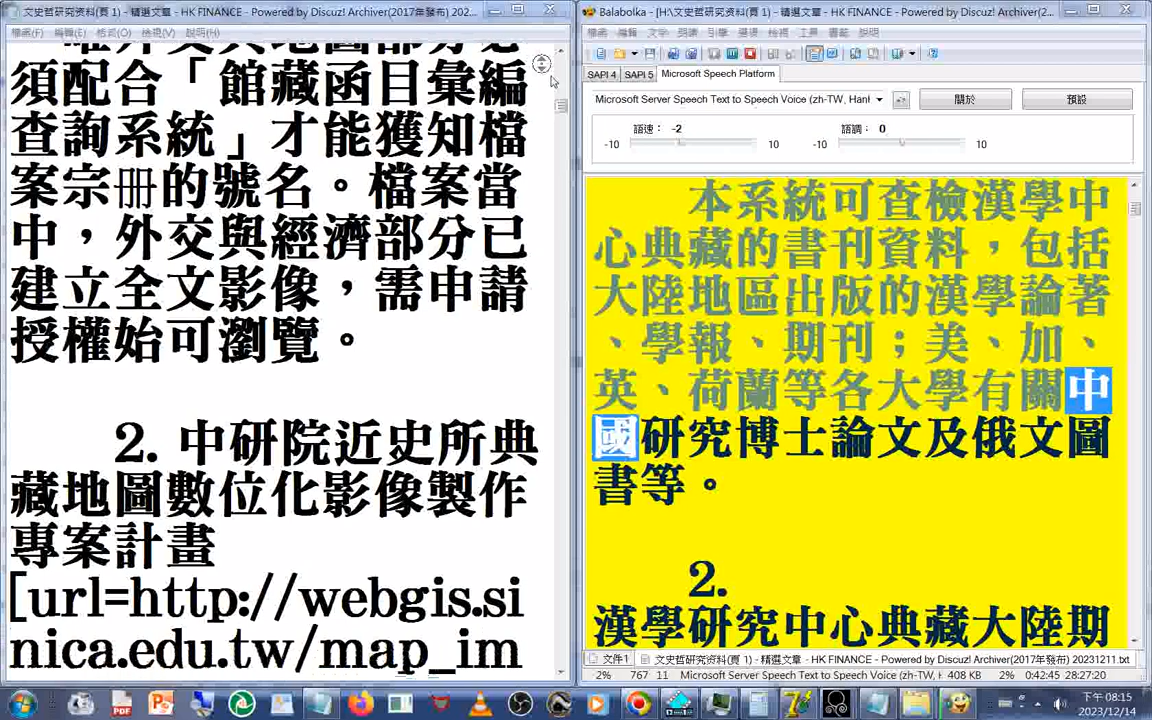 文史哲研究资料(頁 1) - 精選文章 - HK FINANCE - Powered by Discuz! Archiver(2017年發布) 202...
檔案(F) 編輯(E) 格式(O) 檢視(V) 說明(H)
須配合「館藏函目彙編
查詢系統」才能獲知檔
案宗冊的號名。檔案當
中，外交與經濟部分已
建立全文影像，需申請
授權始可瀏覽。
2. 中研院近史所典
藏地圖數位化影像製作
專案計畫
[url=http://webgis.si
nica.edu.tw/map_im
Balabolka - [H:\文史哲研究资料(頁 1) - 精選文章 - HK FINANCE - Powered by Discuz! Archiver(2...
SAPI 4 SAPI 5 Microsoft Speech Platform
Microsoft Server Speech Text to Speech Voice (zh-TW, Hanl
關於
預設
語速： -2
語調： 0
-10 10 -10 10
本系統可查檢漢學中
心典藏的書刊資料，包括
大陸地區出版的漢學論著
、學報、期刊；美、加、
英、荷蘭等各大學有關中
國研究博士論文及俄文圖
書等。
2.
漢學研究中心典藏大陸期
文件1 文史哲研究资料(頁 1) - 精選文章 - HK FINANCE - Powered by Discuz! Archiver(2017年發布) 20231211.txt
2% 767 11 Microsoft Server Speech Text to Speech Voice (zh-TW, H 408 KB 2% 0:42:45 28:27:20
下午 08:15
2023/12/14